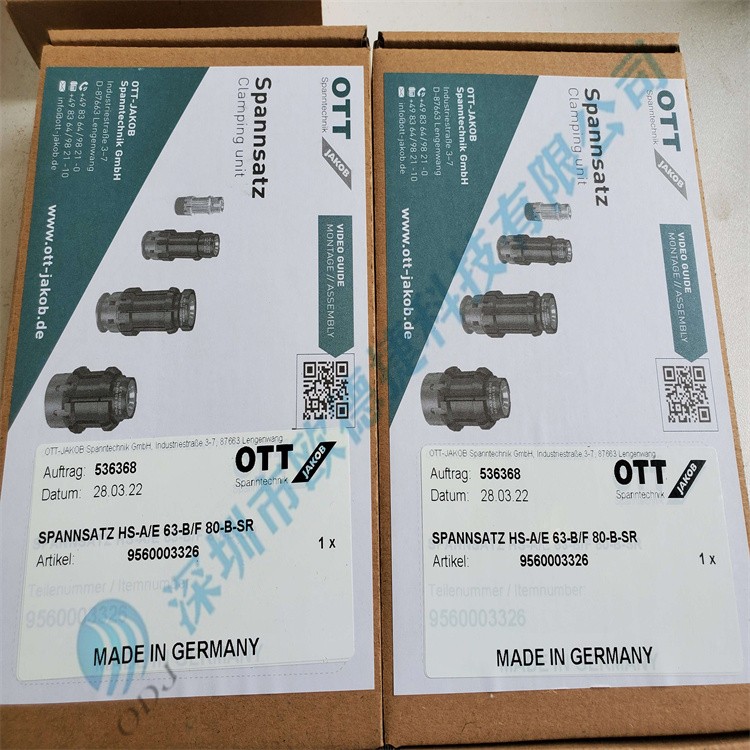 OTT
Spanntechnik
JAKOB
Spannsatz
Clamping unit
OTT-JAKOB
Spanntechnik GmbH
Industriestraße 3-7
D-87663 Lengenwang
+49 83 64/98 21 -0
+49 83 64/98 21 -10
info@ott-jakob.de
www.ott-jakob.de
VIDEO GUIDE
MONTAGE // ASSEMBLY
OTT-JAKOB Spanntechnik GmbH, Industriestraße 3-7, 87663 Lengenwang
Auftrag: 536368
Datum: 28.03.22
OTT
Spanntechnik
JAKOB
SPANNSATZ HS-A/E 63-B/F 80-B-SR
Artikel: 9560003326 1 x
Teilenummer / Itemnumber
9560003326
MADE IN GERMANY
OTT
Spanntechnik
JAKOB
Spannsatz
Clamping unit
OTT-JAKOB
Spanntechnik GmbH
Industriestraße 3-7
D-87663 Lengenwang
+49 83 64/98 21 -0
+49 83 64/98 21 -10
info@ott-jakob.de
www.ott-jakob.de
VIDEO GUIDE
MONTAGE // ASSEMBLY
OTT-JAKOB Spanntechnik GmbH, Industriestraße 3-7, 87663 Lengenwang
Auftrag: 536368
Datum: 28.03.22
OTT
Spanntechnik
JAKOB
SPANNSATZ HS-A/E 63-B/F 80-B-SR
Artikel: 9560003326 1 x
Teilenummer / Itemnumber
9560003326
MADE IN GERMANY
ODJ 深圳市欧德捷科技有限公司